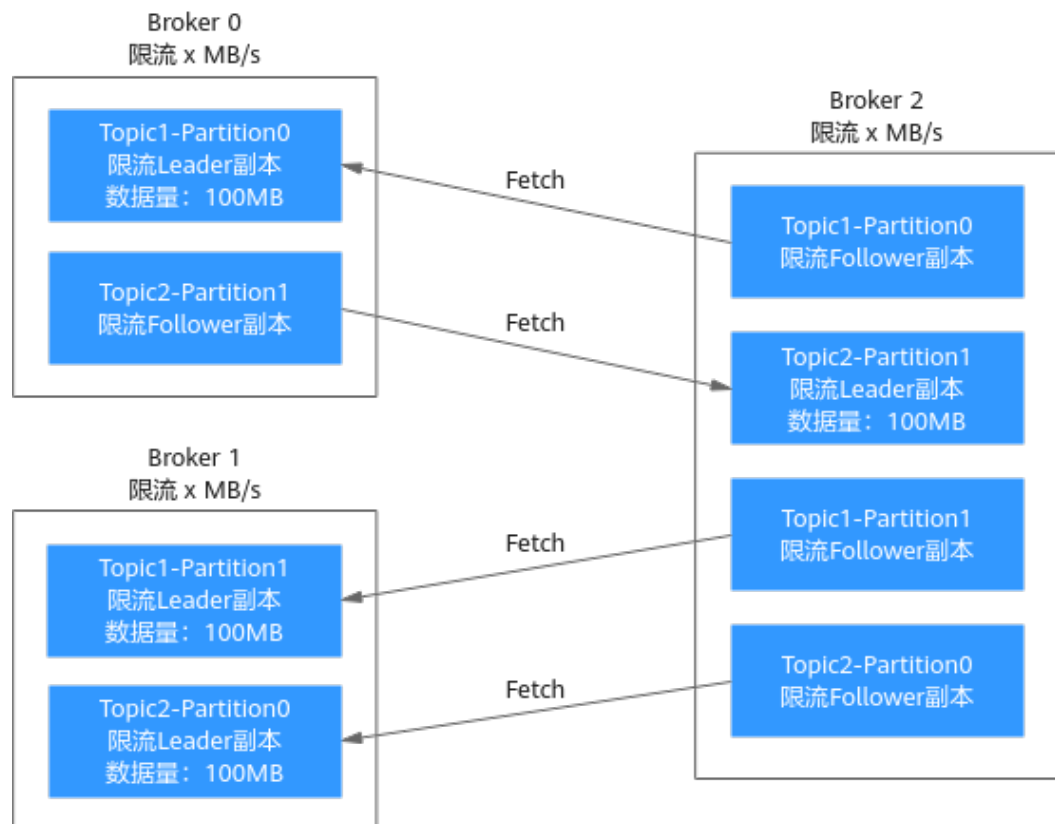 Broker 0
限流 x MB/s
Topic1-Partition0
限流Leader副本
数据量：100MB
Topic2-Partition1
限流Follower副本
Broker 1
限流 x MB/s
Topic1-Partition1
限流Leader副本
数据量：100MB
Topic2-Partition0
限流Leader副本
数据量：100MB
Fetch
Fetch
Fetch
Fetch
Broker 2
限流 x MB/s
Topic1-Partition0
限流Follower副本
Topic2-Partition1
限流Leader副本
数据量：100MB
Topic1-Partition1
限流Follower副本
Topic2-Partition0
限流Follower副本